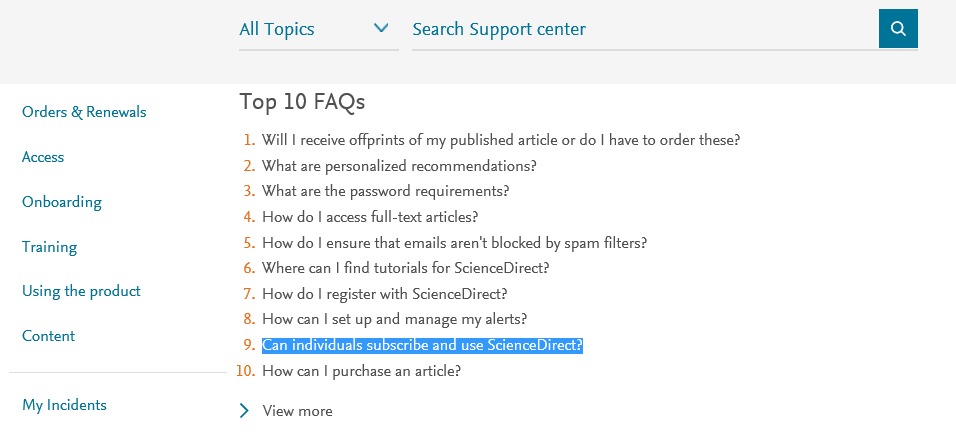 All Topics
Search Support center
Orders & Renewals
Access
Onboarding
Training
Using the product
Content
My Incidents
Top 10 FAQs
1. Will I receive offprints of my published article or do I have to order these?
2. What are personalized recommendations?
3. What are the password requirements?
4. How do I access full-text articles?
5. How do I ensure that emails aren't blocked by spam filters?
6. Where can I find tutorials for ScienceDirect?
7. How do I register with ScienceDirect?
8. How can I set up and manage my alerts?
9. Can individuals subscribe and use ScienceDirect?
10. How can I purchase an article?
View more